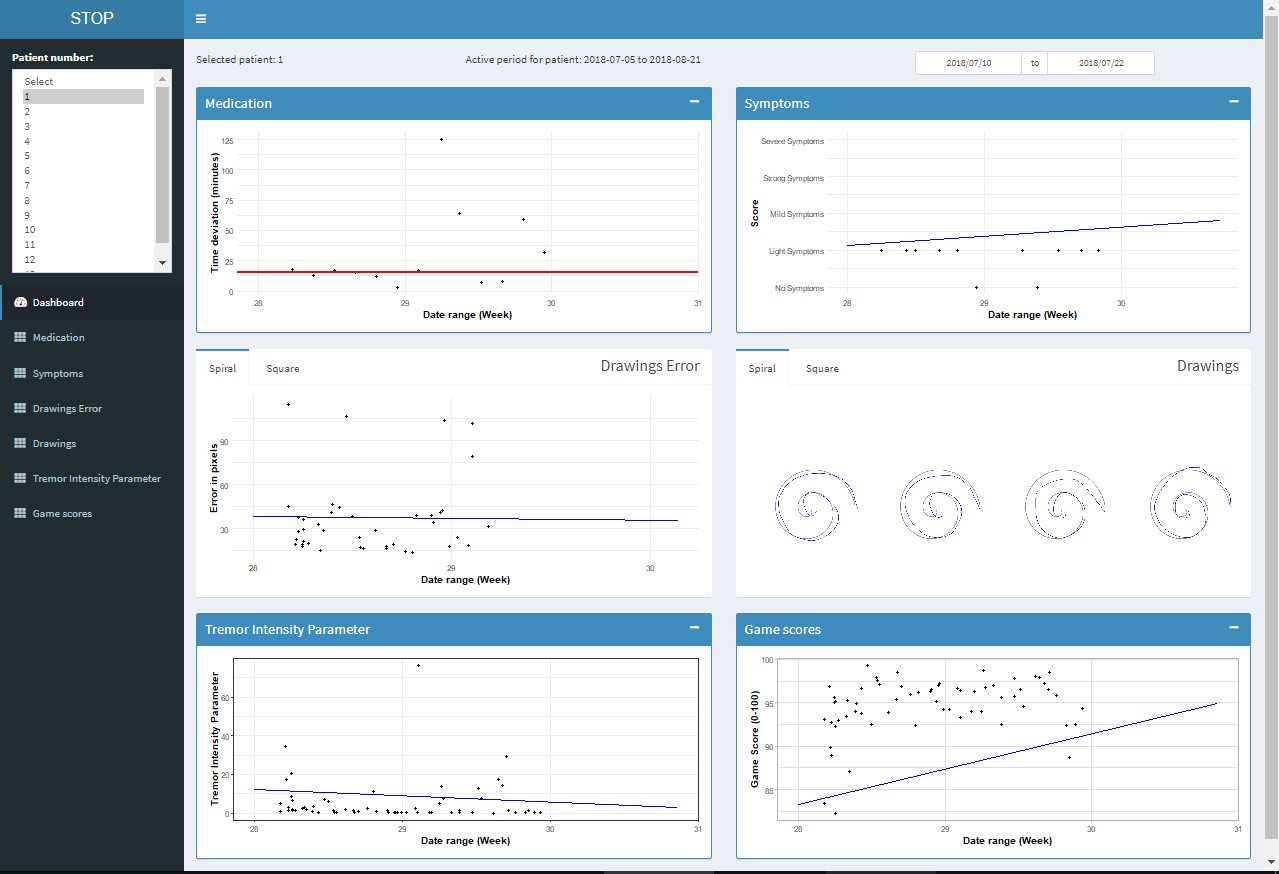 STOP
Patient number:
Select
1
2
3
4
5
6
7
8
9
10
11
12
Dashboard
Medication
Symptoms
Drawings Error
Drawings
Tremor Intensity Parameter
Game scores
Selected patient: 1
Active period for patient: 2018-07-05 to 2018-08-21
2018/07/10 to 2018/07/22
Medication
Time deviation (minutes)
125
100
75
50
25
0
28 29 30 31
Date range (Week)
Symptoms
Score
Severe Symptoms
Strong Symptoms
Mild Symptoms
Light Symptoms
No Symptoms
28 29 30
Date range (Week)
Spiral Square Drawings Error
Error in pixels
90
60
30
28 29 30
Date range (Week)
Spiral Square Drawings
Tremor Intensity Parameter
Tremor Intensity Parameter
60
40
20
0
28 29 30 31
Date range (Week)
Game scores
Game Score (0-100)
100
95
90
85
28 29 30 31
Date range (Week)